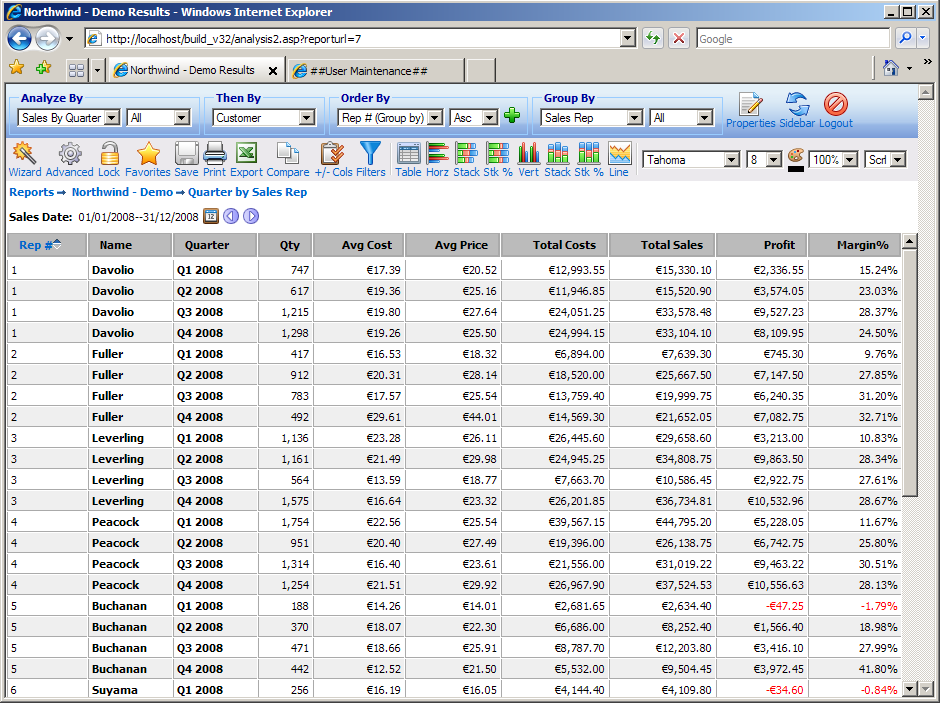 Northwind - Demo Results - Windows Internet Explorer
http://localhost/build_v32/analysis2.asp?reporturl=7 Google
Northwind - Demo Results ##User Maintenance##
Analyze By Then By Order By Group By
Sales By Quarter All Customer Rep # (Group by) Asc Sales Rep All
Properties Sidebar Logout
Wizard Advanced Lock Favorites Save Print Export Compare +/- Cols Filters Table Horz Stack Stk % Vert Stack Stk % Line Tahoma 8 100% Scrl
Reports Northwind - Demo Quarter by Sales Rep
Sales Date: 01/01/2008--31/12/2008 12
Rep # Name Quarter Qty Avg Cost Avg Price Total Costs Total Sales Profit Margin%
1 Davolio Q1 2008 747 €17.39 €20.52 €12,993.55 €15,330.10 €2,336.55 15.24%
1 Davolio Q2 2008 617 €19.36 €25.16 €11,946.85 €15,520.90 €3,574.05 23.03%
1 Davolio Q3 2008 1,215 €19.80 €27.64 €24,051.25 €33,578.48 €9,527.23 28.37%
1 Davolio Q4 2008 1,298 €19.26 €25.50 €24,994.15 €33,104.10 €8,109.95 24.50%
2 Fuller Q1 2008 417 €16.53 €18.32 €6,894.00 €7,639.30 €745.30 9.76%
2 Fuller Q2 2008 912 €20.31 €28.14 €18,520.00 €25,667.50 €7,147.50 27.85%
2 Fuller Q3 2008 783 €17.57 €25.54 €13,759.40 €19,999.75 €6,240.35 31.20%
2 Fuller Q4 2008 492 €29.61 €44.01 €14,569.30 €21,652.05 €7,082.75 32.71%
3 Leverling Q1 2008 1,136 €23.28 €26.11 €26,445.60 €29,658.60 €3,213.00 10.83%
3 Leverling Q2 2008 1,161 €21.49 €29.98 €24,945.25 €34,808.75 €9,863.50 28.34%
3 Leverling Q3 2008 564 €13.59 €18.77 €7,663.70 €10,586.45 €2,922.75 27.61%
3 Leverling Q4 2008 1,575 €16.64 €23.32 €26,201.85 €36,734.81 €10,532.96 28.67%
4 Peacock Q1 2008 1,754 €22.56 €25.54 €39,567.15 €44,795.20 €5,228.05 11.67%
4 Peacock Q2 2008 951 €20.40 €27.49 €19,396.00 €26,138.75 €6,742.75 25.80%
4 Peacock Q3 2008 1,314 €16.40 €23.61 €21,556.00 €31,019.22 €9,463.22 30.51%
4 Peacock Q4 2008 1,254 €21.51 €29.92 €26,967.90 €37,524.53 €10,556.63 28.13%
5 Buchanan Q1 2008 188 €14.26 €14.01 €2,681.65 €2,634.40 -€47.25 -1.79%
5 Buchanan Q2 2008 370 €18.07 €22.30 €6,686.00 €8,252.40 €1,566.40 18.98%
5 Buchanan Q3 2008 471 €18.66 €25.91 €8,787.70 €12,203.80 €3,416.10 27.99%
5 Buchanan Q4 2008 442 €12.52 €21.50 €5,532.00 €9,504.45 €3,972.45 41.80%
6 Suyama Q1 2008 256 €16.19 €16.05 €4,144.40 €4,109.80 -€34.60 -0.84%